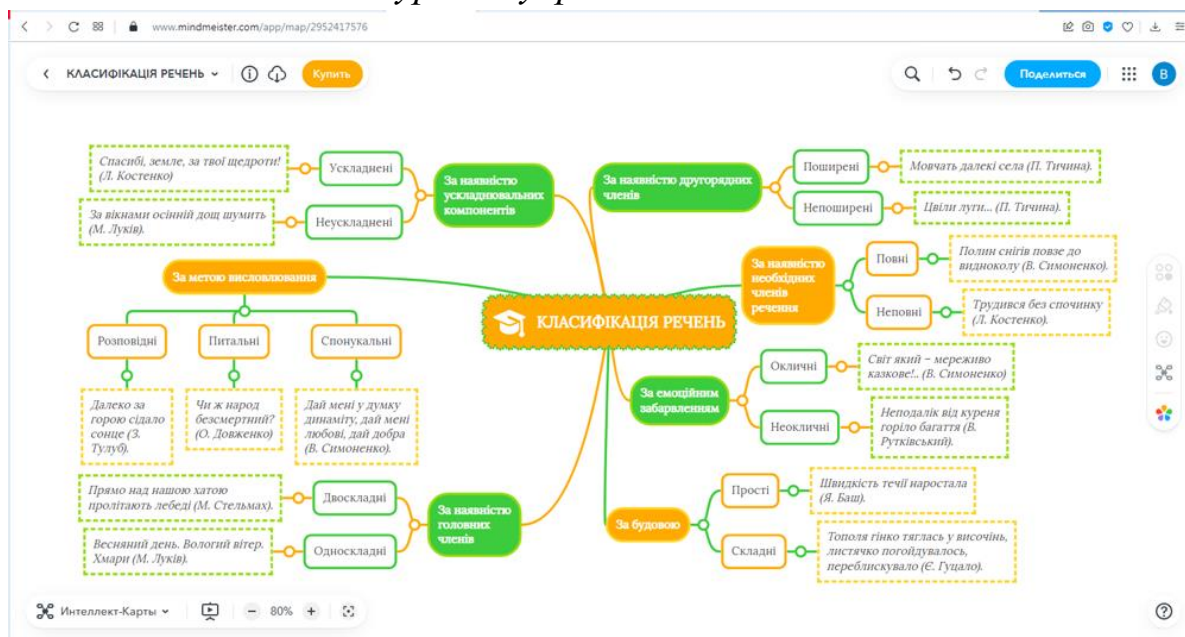 www.mindmeister.com/app/map/2952417576
КЛАСИФІКАЦІЯ РЕЧЕНЬ
Купить
Поделиться
В
Спасибі, земле, за твої щедроти!
(Л. Костенко)
Ускладнені
За вікнами осінній дощ шумить
(М. Луків).
Неускладнені
За наявністю
ускладнювальних
компонентів
За метою висловлювання
Розповідні
Питальні
Спонукальні
Далеко за
горою сідало
сонце (З.
Тулуб).
Чи ж народ
безсмертний?
(О. Довженко)
Дай мені у думку
динаміту, дай мені
любові, дай добра
(В. Симоненко).
Прямо над нашою хатою
пролітають лебеді (М. Стельмах).
Двоскладні
Весняний день. Вологий вітер.
Хмари (М. Луків).
Односкладні
За наявністю
головних
членів
КЛАСИФІКАЦІЯ РЕЧЕНЬ
За наявністю другорядних
членів
Поширені
Мовчать далекі села (П. Тичина).
Непоширені
Цвіли луги... (П. Тичина).
За наявністю
необхідних
членів
речення
Повні
Полин снігів повзе до
видноколу (В. Симоненко).
Неповні
Трудився без спочинку
(Л. Костенко).
За емоційним
забарвленням
Окличні
Світ який – мереживо
казкове!.. (В. Симоненко)
Неокличні
Неподалік від куреня
горіло багаття (В.
Рутківський).
За будовою
Прості
Швидкість течії наростала
(Я. Баш).
Складні
Тополя гінко тяглась у височінь,
листячко погойдувалось,
переблискувало (Є. Гуцало).
Интеллект-Карты
80%